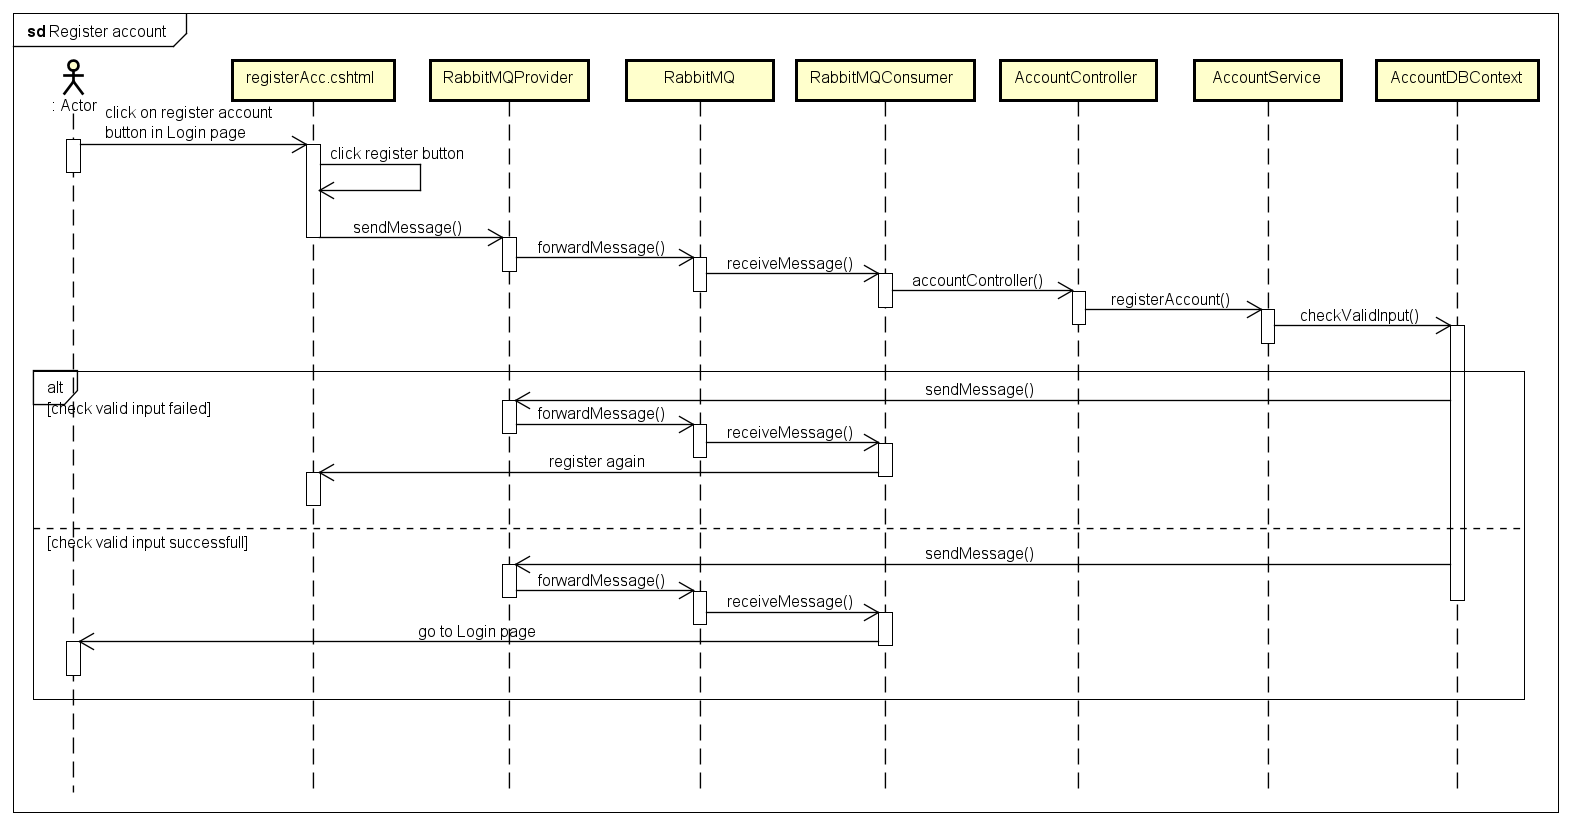 sd Register account
: Actor
registerAcc.cshtml
RabbitMQProvider
RabbitMQ
RabbitMQConsumer
AccountController
AccountService
AccountDBContext
click on register account
button in Login page
click register button
sendMessage()
forwardMessage()
receiveMessage()
accountController()
registerAccount()
checkValidInput()
alt
[check valid input failed]
sendMessage()
forwardMessage()
receiveMessage()
register again
[check valid input successfull]
sendMessage()
forwardMessage()
receiveMessage()
go to Login page